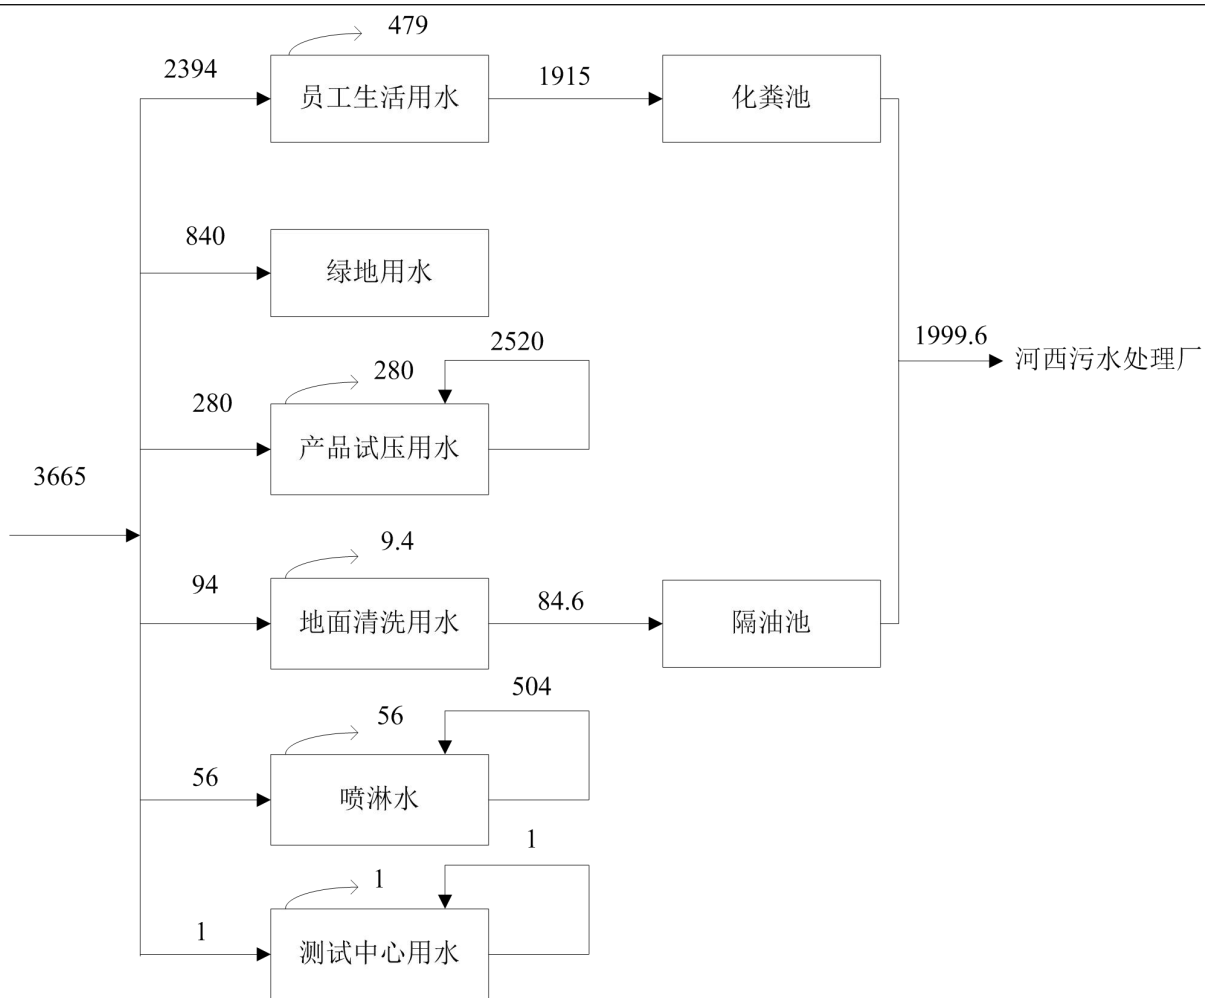 479
2394
员工生活用水
1915
化粪池
840
绿地用水
1999.6
河西污水处理厂
2520
280
280
产品试压用水
3665
9.4
94
地面清洗用水
84.6
隔油池
504
56
56
喷淋水
1
1
1
测试中心用水